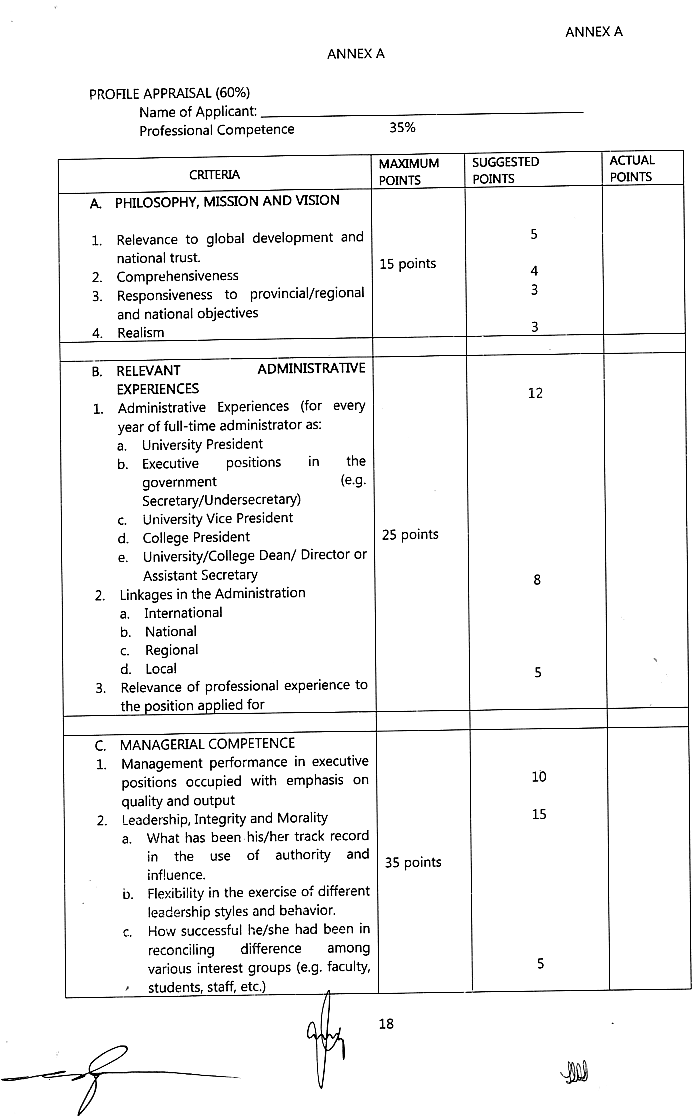 ANNEX A
ANNEX A
PROFILE APPRAISAL (60%)
Name of Applicant:
Professional Competence 35%
CRITERIA
MAXIMUM POINTS
SUGGESTED POINTS
ACTUAL POINTS
A. PHILOSOPHY, MISSION AND VISION
1. Relevance to global development and 5
national trust.
15 points
2. Comprehensiveness 4
3. Responsiveness to provincial/regional 3
and national objectives
4. Realism 3
B. RELEVANT ADMINISTRATIVE
EXPERIENCES 12
1. Administrative Experiences (for every
year of full-time administrator as:
a. University President
b. Executive positions in the
government (e.g.
Secretary/Undersecretary)
c. University Vice President
d. College President 25 points
e. University/College Dean/ Director or
Assistant Secretary 8
2. Linkages in the Administration
a. International
b. National
c. Regional
d. Local 5
3. Relevance of professional experience to
the position applied for
C. MANAGERIAL COMPETENCE
1. Management performance in executive
positions occupied with emphasis on 10
quality and output
2. Leadership, Integrity and Morality 15
a. What has been his/her track record
in the use of authority and
influence. 35 points
b. Flexibility in the exercise of different
leadership styles and behavior.
c. How successful he/she had been in
reconciling difference among
various interest groups (e.g. faculty, 5
students, staff, etc.)
18